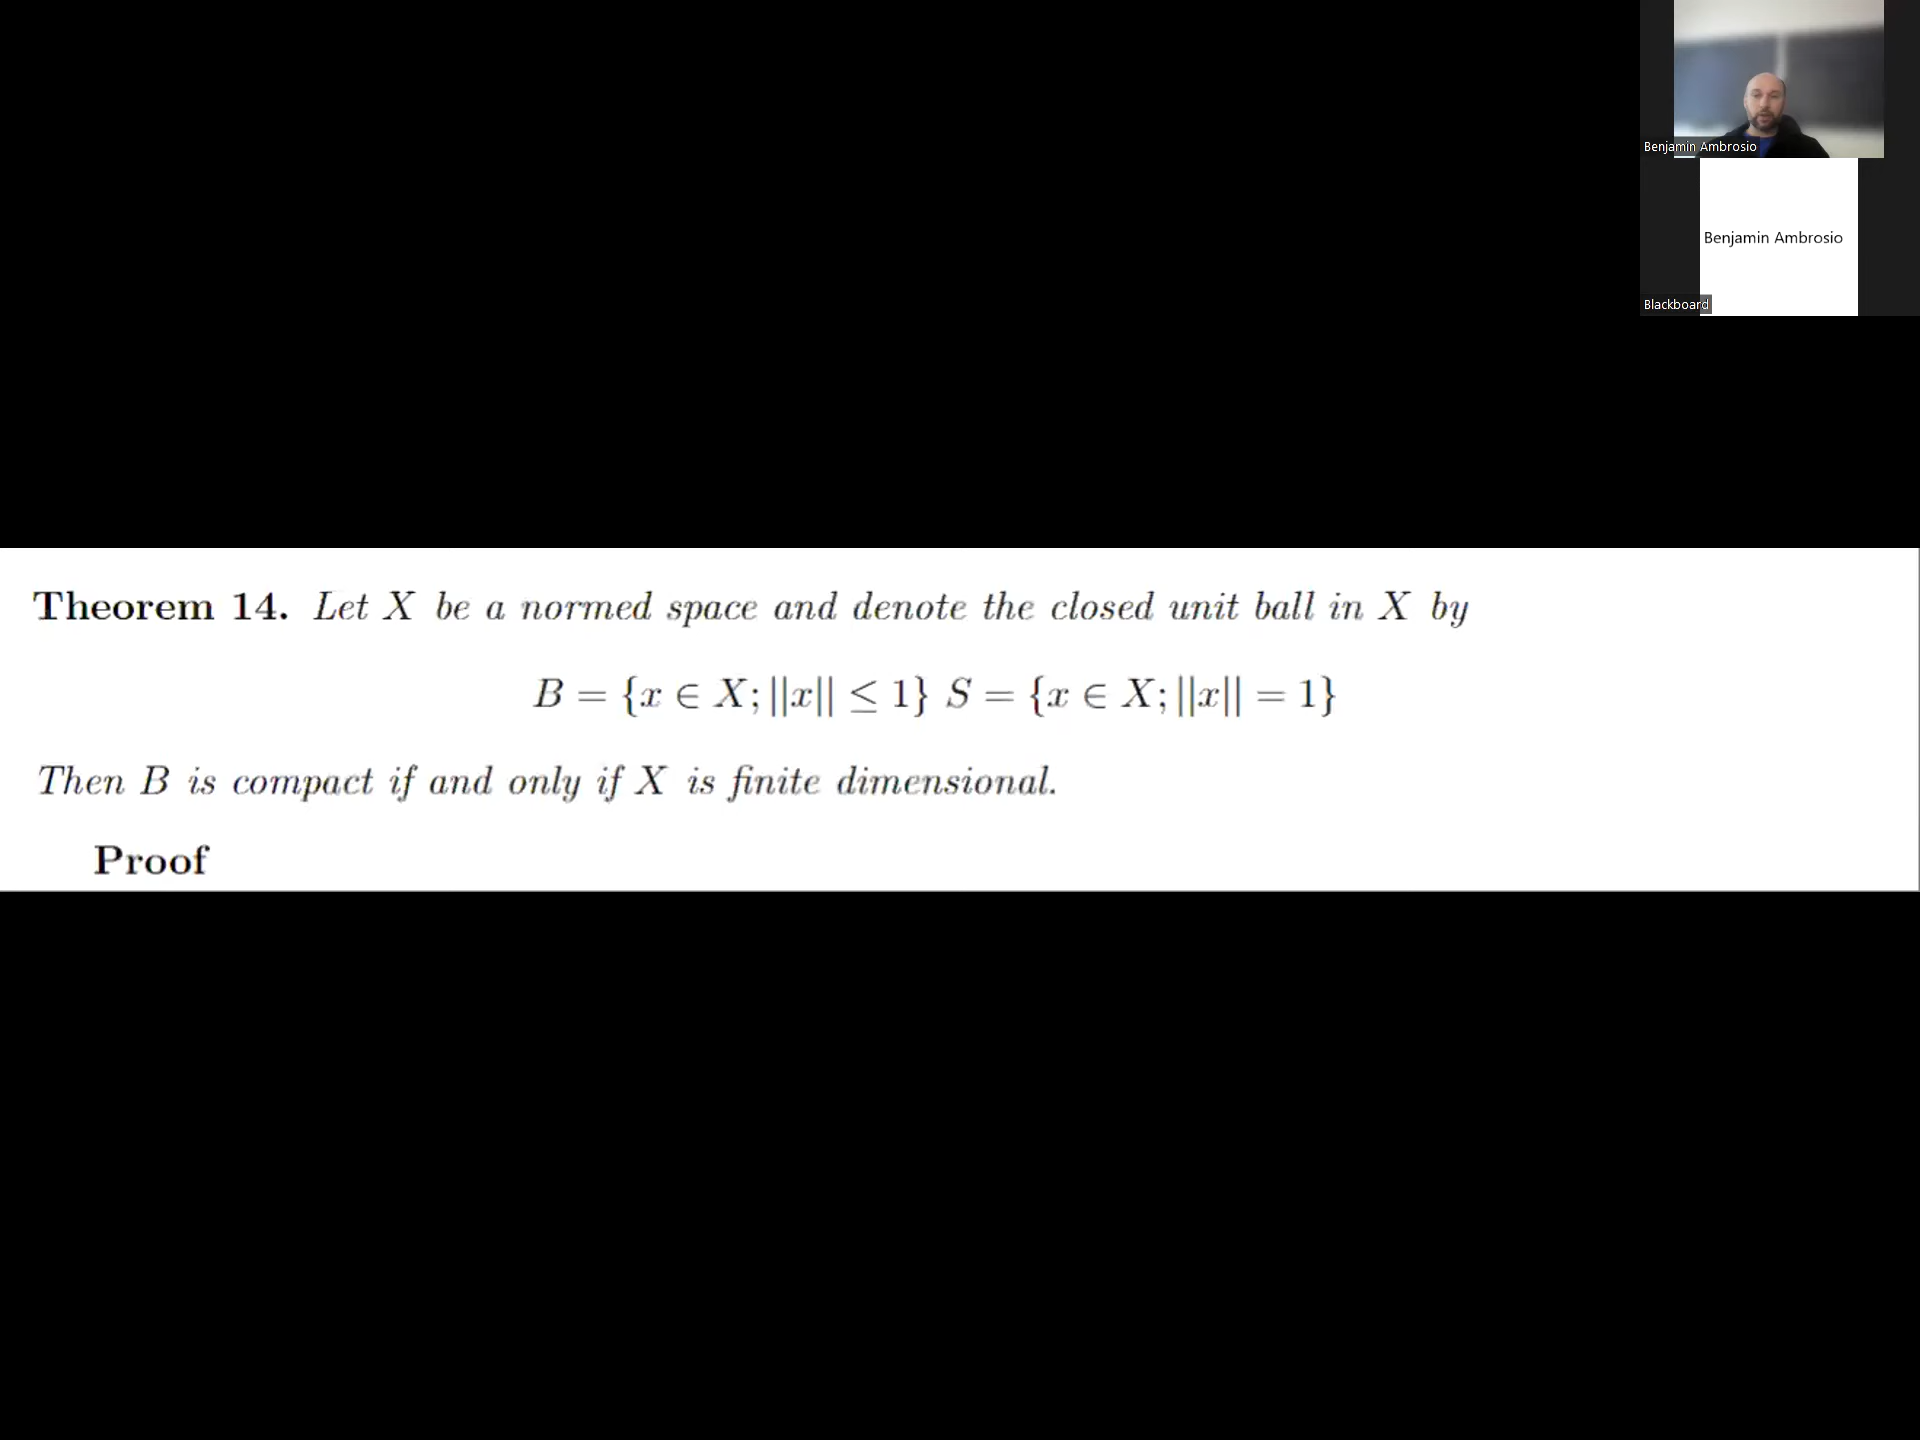 Benjamin Ambrosio
Benjamin Ambrosio
Blackboard
Theorem 14. Let X be a normed space and denote the closed unit ball in X by
B = {x ∈ X; ||x|| ≤ 1} S = {x ∈ X; ||x|| = 1}
Then B is compact if and only if X is finite dimensional.
Proof